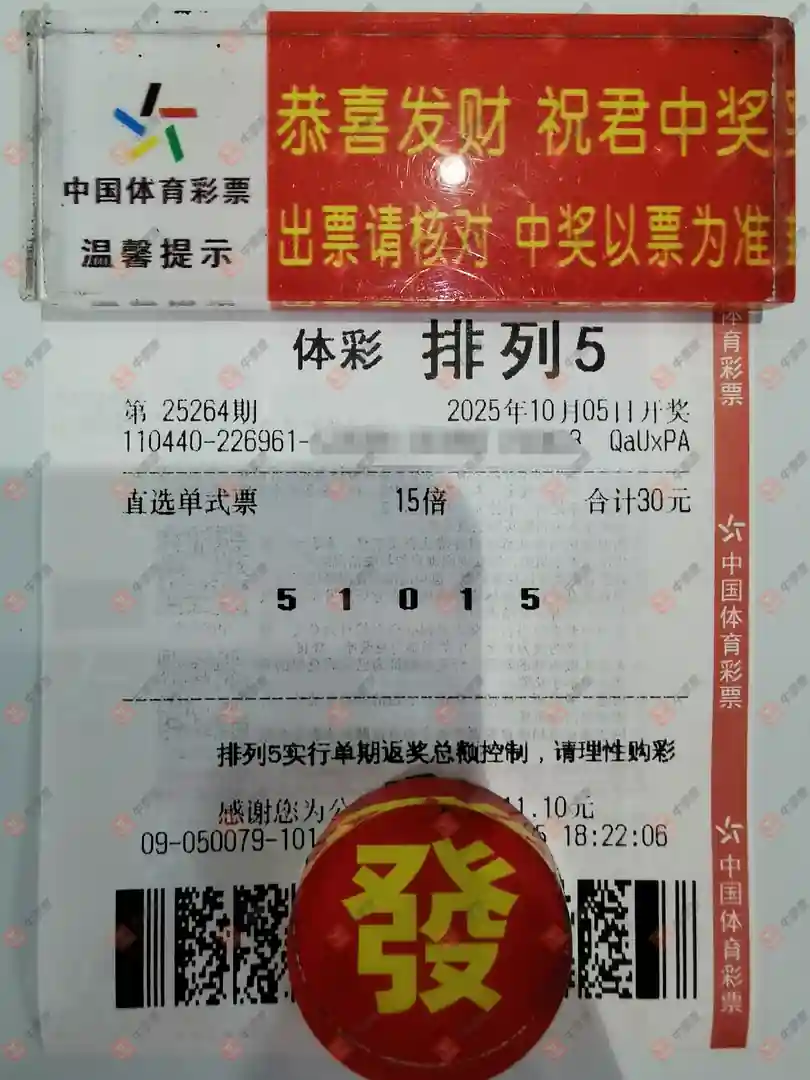 恭喜发财 祝君中奖
中国体育彩票
温馨提示
出票请核对 中奖以票为准
体彩 排列5
第 25264期 2025年10月05日开奖
110440-226961- 3 QaUxPA
直选单式票 15倍 合计30元
5 1 0 1 5
排列5实行单期返奖总额控制，请理性购彩
感谢您为公 11.10元
09-050079-101 5 18:22:06
發
体育彩票
中国体育彩票
中国体育彩票